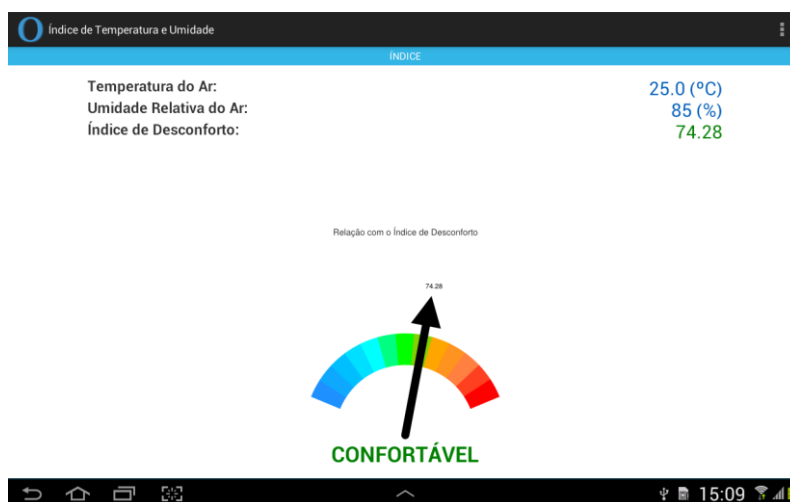 Índice de Temperatura e Umidade
ÍNDICE
Temperatura do Ar: 25.0 (ºC)
Umidade Relativa do Ar: 85 (%)
Índice de Desconforto: 74.28
Relação com o Índice de Desconforto
74.28
CONFORTÁVEL
15:09